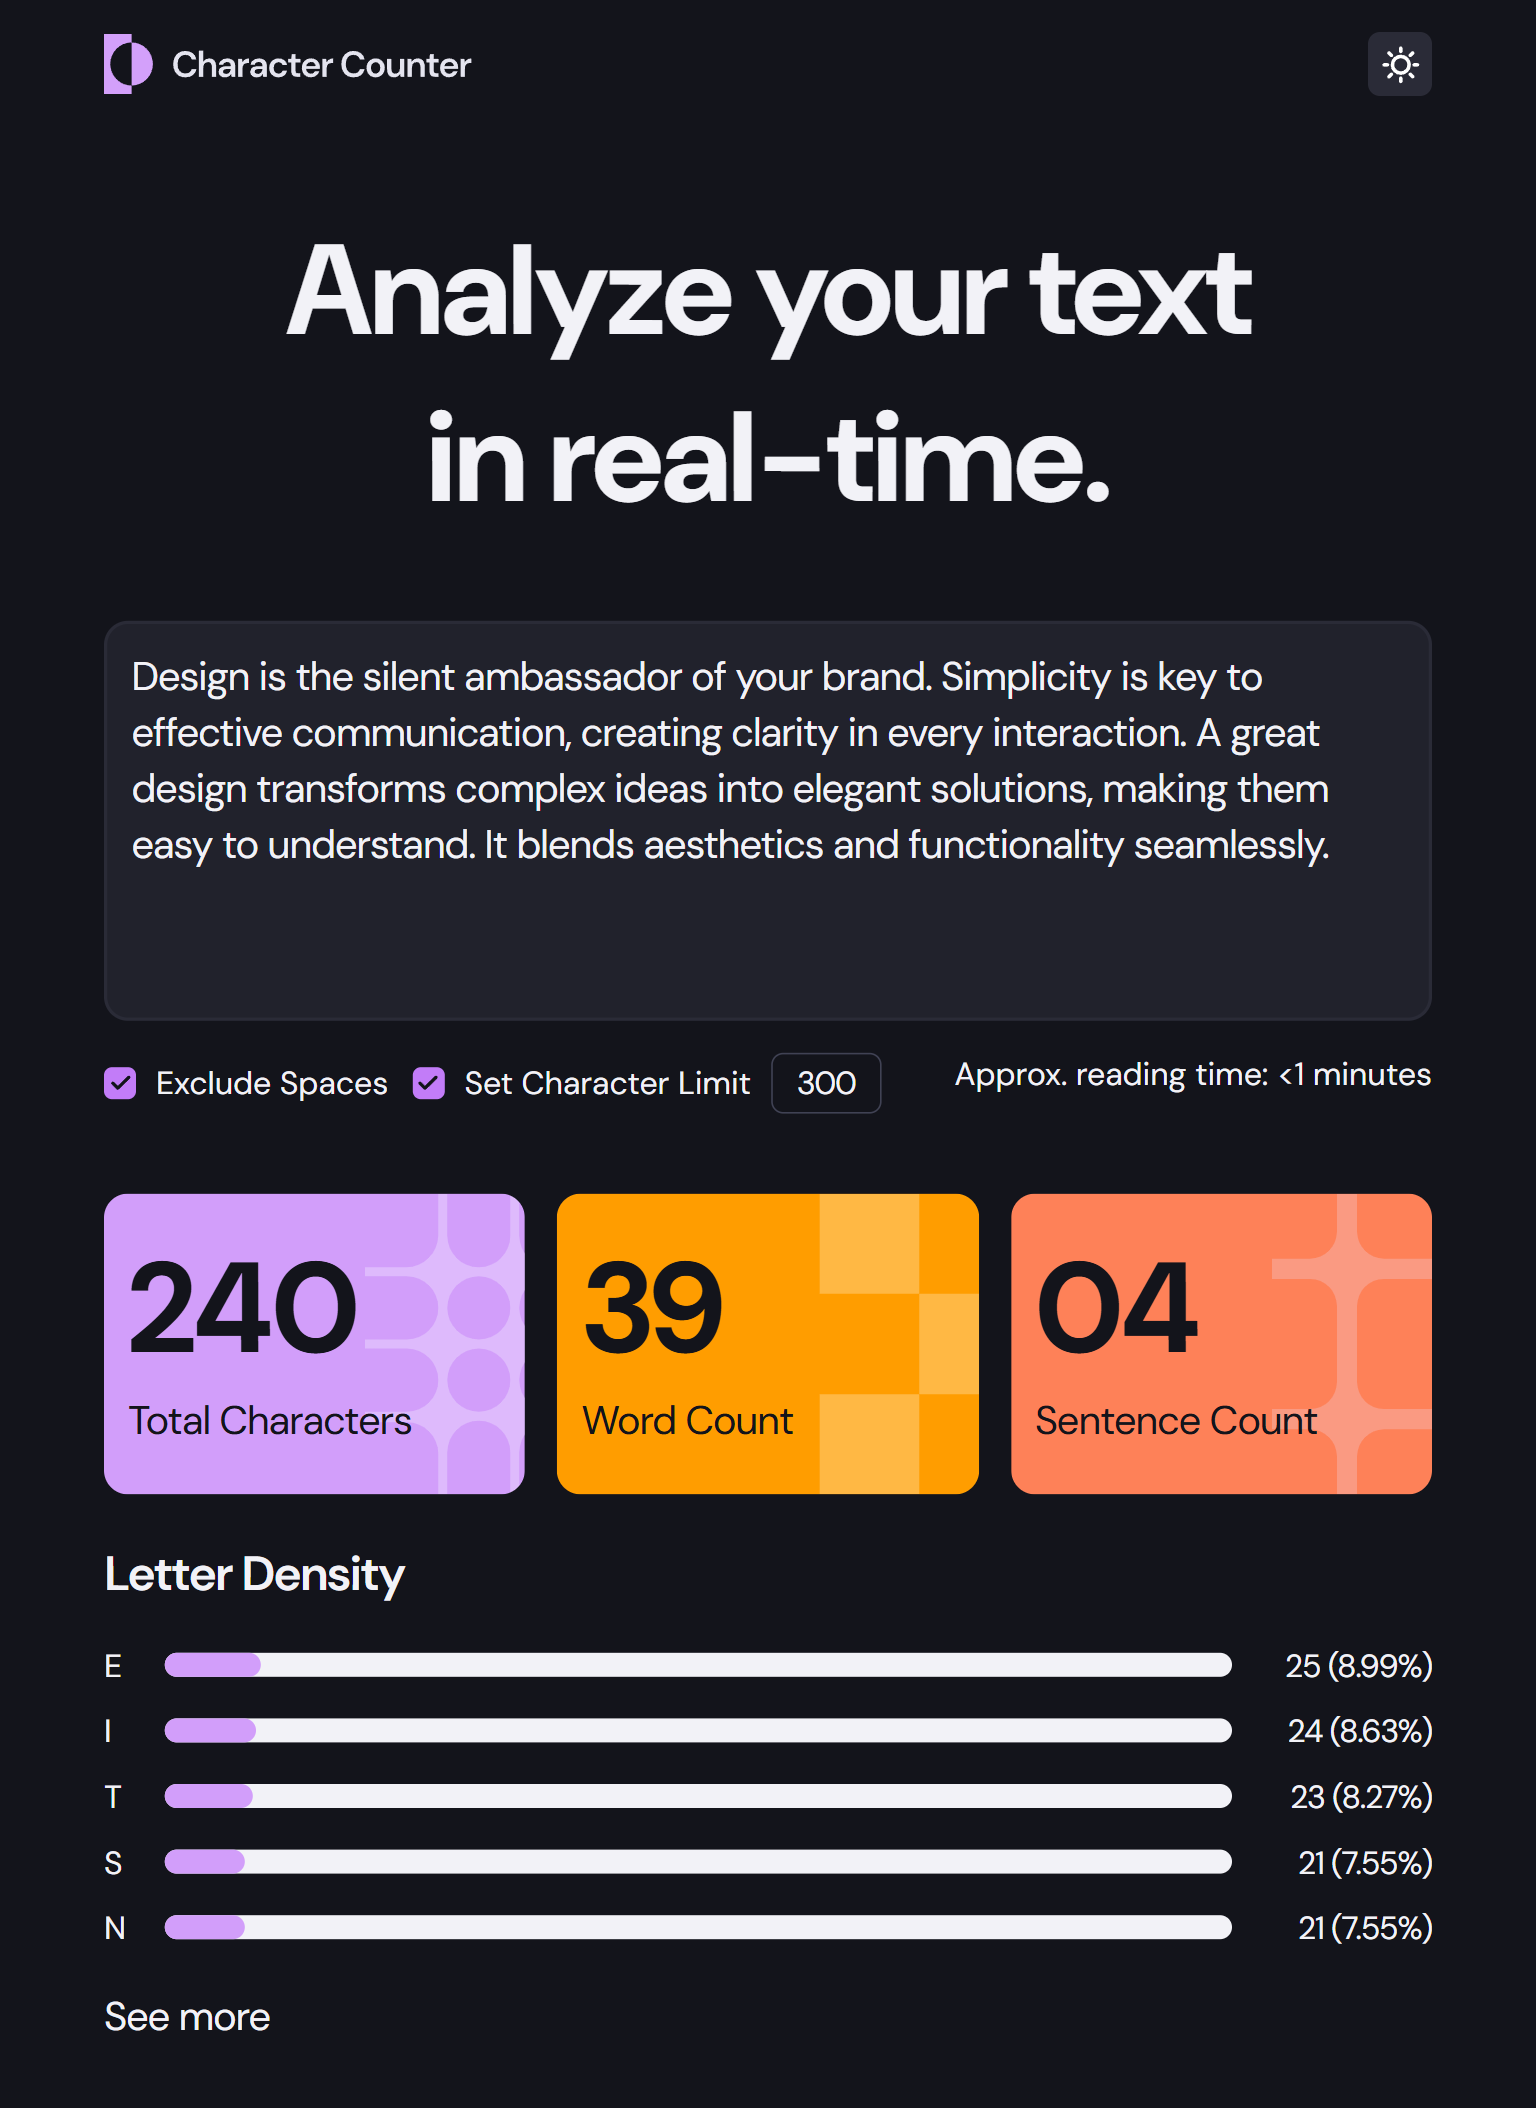 Character Counter
Analyze your text
in real-time.
Design is the silent ambassador of your brand. Simplicity is key to
effective communication, creating clarity in every interaction. A great
design transforms complex ideas into elegant solutions, making them
easy to understand. It blends aesthetics and functionality seamlessly.
Exclude Spaces Set Character Limit 300 Approx. reading time: <1 minutes
240
Total Characters
39
Word Count
04
Sentence Count
Letter Density
E 25 (8.99%)
I 24 (8.63%)
T 23 (8.27%)
S 21 (7.55%)
N 21 (7.55%)
See more